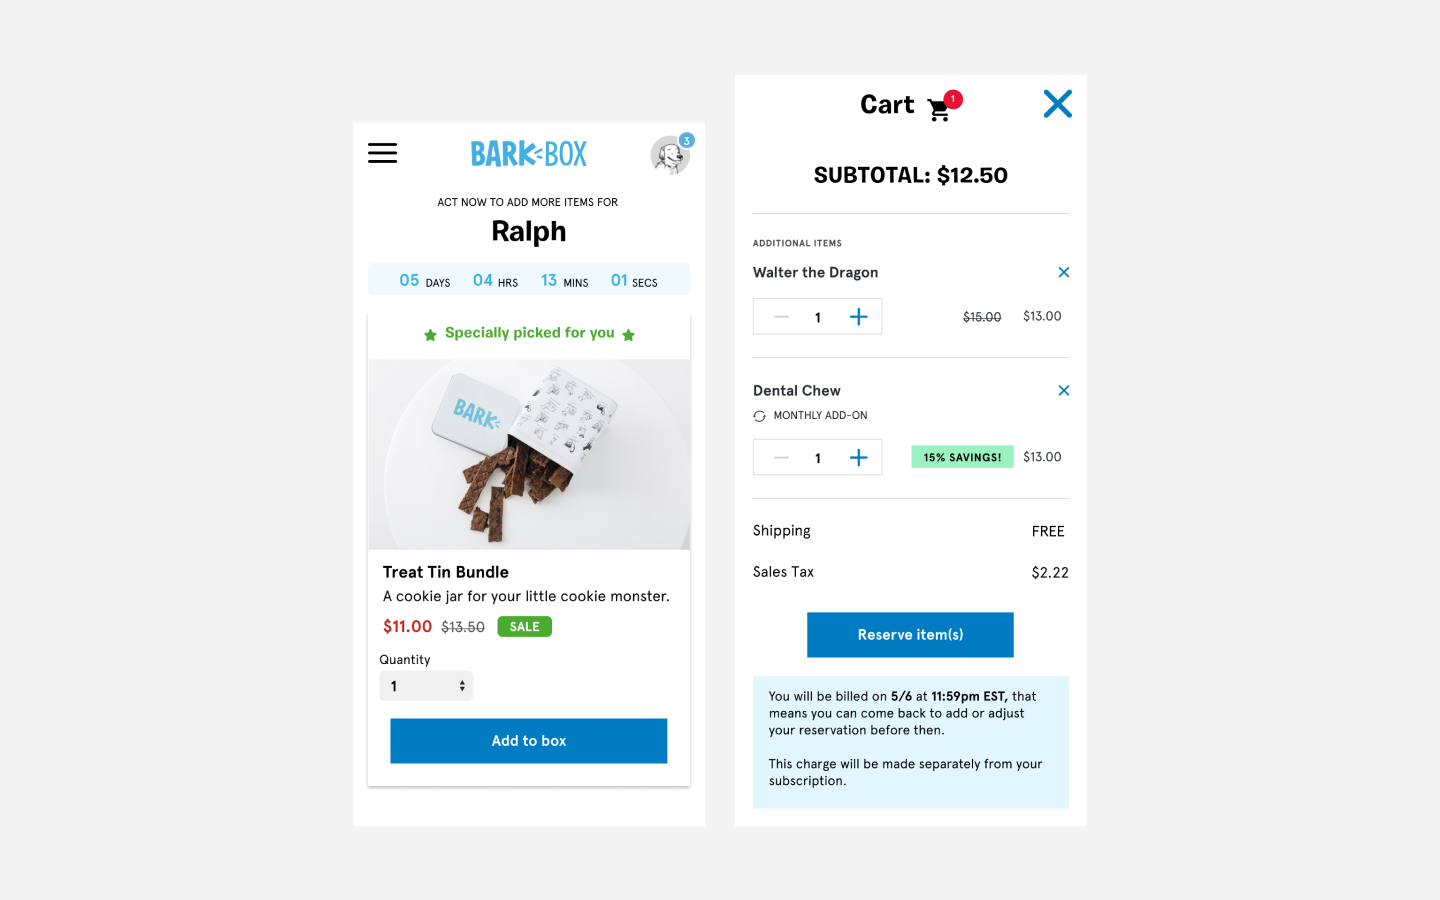 BARK BOX
3
ACT NOW TO ADD MORE ITEMS FOR
Ralph
05 DAYS 04 HRS 13 MINS 01 SECS
Specially picked for you
BARK
Treat Tin Bundle
A cookie jar for your little cookie monster.
$11.00 $13.50 SALE
Quantity
1
Add to box
Cart 1
SUBTOTAL: $12.50
ADDITIONAL ITEMS
Walter the Dragon
1 $15.00 $13.00
Dental Chew
MONTHLY ADD-ON
1 15% SAVINGS! $13.00
Shipping FREE
Sales Tax $2.22
Reserve item(s)
You will be billed on 5/6 at 11:59pm EST, that
means you can come back to add or adjust
your reservation before then.
This charge will be made separately from your
subscription.